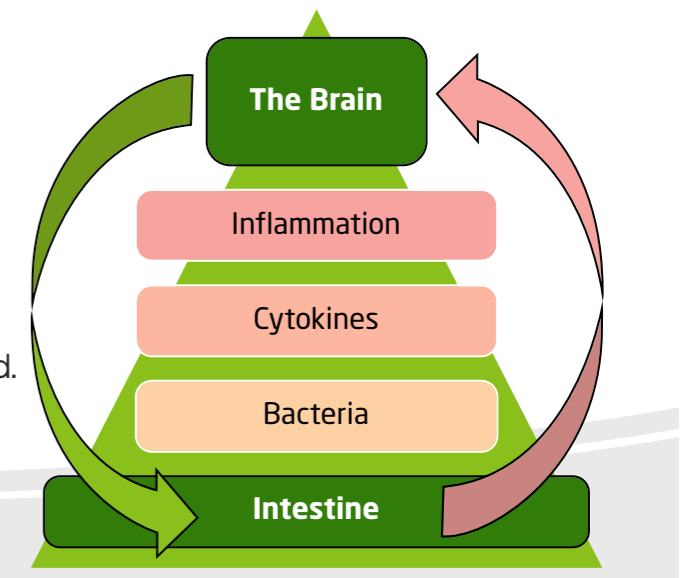 The Brain
Inflammation
Cytokines
d.
Bacteria
Intestine